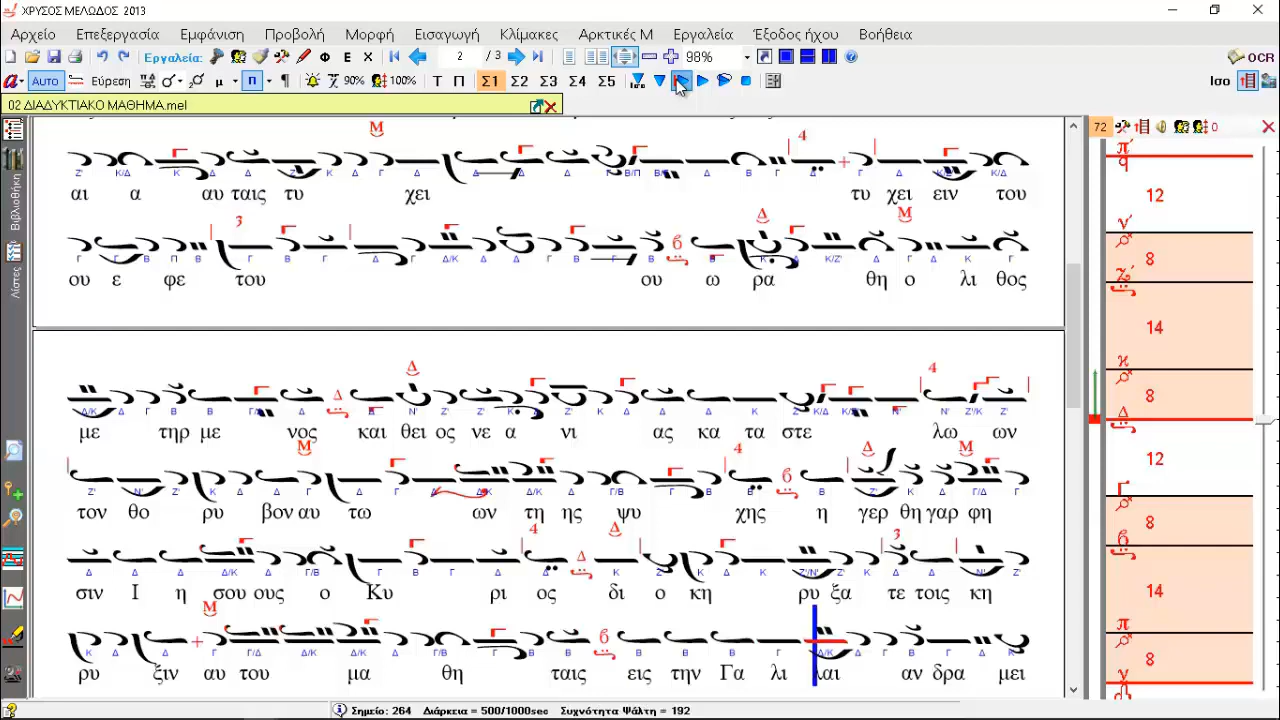 ΧΡΥΣΟΣ ΜΕΛΩΔΟΣ 2013
Αρχείο Επεξεργασία Εμφάνιση Προβολή Μορφή Εισαγωγή Κλίμακες Αρκτικές Μ Εργαλεία Έξοδος ήχου Βοήθεια
Εργαλεία: Φ Ε Χ 2 / 3 98% OCR
α Αυτο Εύρεση μ π ¶ 90% 100% Τ Π Σ1 Σ2 Σ3 Σ4 Σ5 Ισο
02 ΔΙΑΔΥΚΤΙΑΚΟ ΜΑΘΗΜΑ.mel
72 0
Βιβλιοθήκη
Λίστες
αι α αυ ταις τυ χει τυ χει ειν του
ου ε φε του ου ω ρα θη ο λι θος
με τηρ με νος και θει ος νε α νι ας κα τα στε λω ων
τον θο ρυ βον αυ τω ων τη ης ψυ χης η γερ θη γαρ φη
σιν Ι η σου ους ο Κυ ρι ος δι ο κη ρυ ξα τε τοις κη
ρυ ξιν αυ του μα θη ταις εις την Γα λι λαι αν δρα μει
12
8
14
8
12
8
14
8
Σημείο: 264 Διάρκεια = 500/1000sec Συχνότητα Ψάλτη = 192